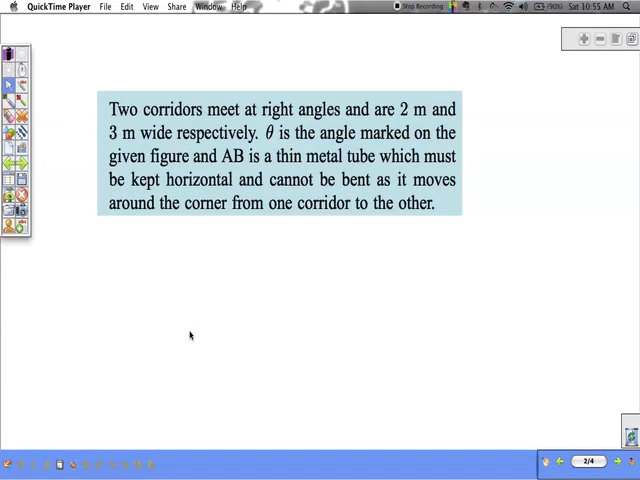 QuickTime Player File Edit View Share Window Help Stop Recording (90%) Sat 10:55 AM
Two corridors meet at right angles and are 2 m and
3 m wide respectively. θ is the angle marked on the
given figure and AB is a thin metal tube which must
be kept horizontal and cannot be bent as it moves
around the corner from one corridor to the other.
2/4